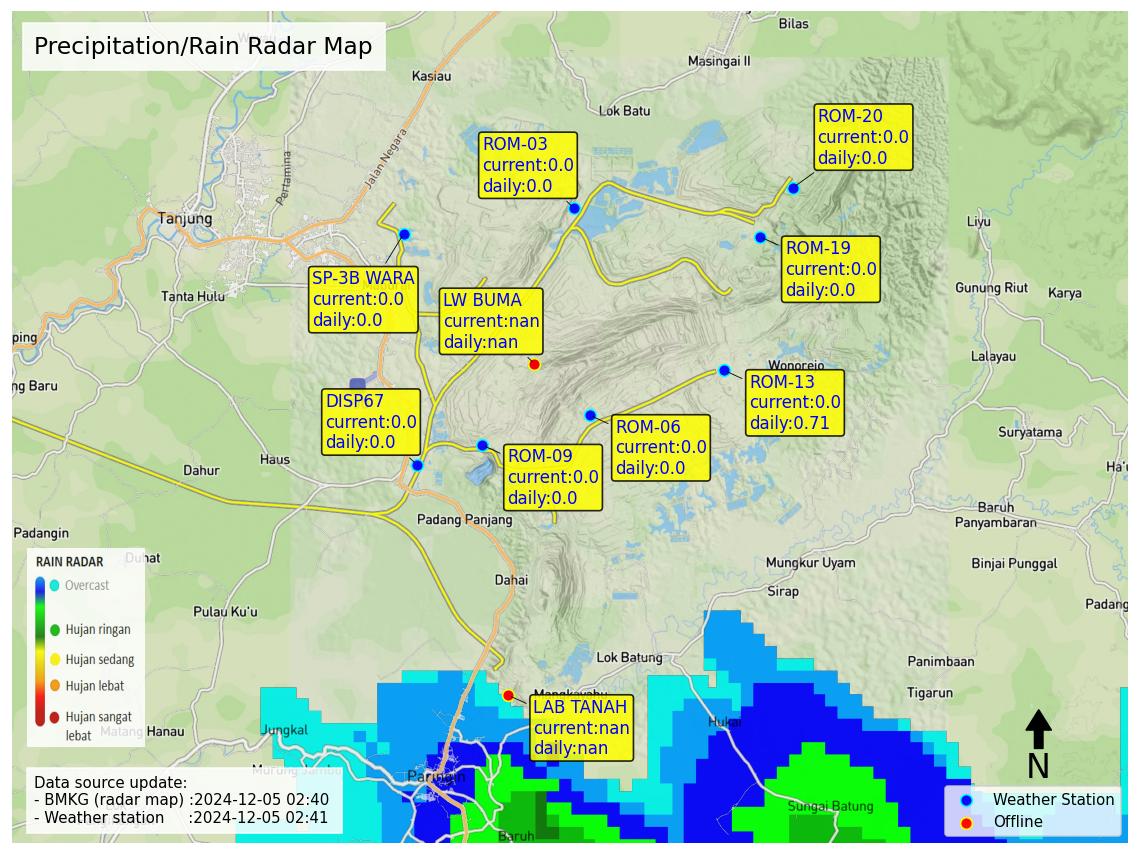 Precipitation/Rain Radar Map
Bilas
Masingai II
Kasiau
Lok Batu
ROM-20
current:0.0
daily:0.0
ROM-03
current:0.0
daily:0.0
Jalan Negara
Pertamina
Tanjung
Liyu
ROM-19
current:0.0
daily:0.0
SP-3B WARA
current:0.0
daily:0.0
Tanta Hulu
LW BUMA
current:nan
daily:nan
Gunung Riut
Karya
ping
Lalayau
Wonorejo
ng Baru
ROM-13
current:0.0
daily:0.71
DISP67
current:0.0
daily:0.0
ROM-06
current:0.0
daily:0.0
Suryatama
ROM-09
current:0.0
daily:0.0
Haus
Dahur
Ha'u
Padang Panjang
Baruh
Panyambaran
Padangin
Duhat
Mungkur Uyam
Binjai Punggal
Dahai
Sirap
Padang
Pulau Ku'u
RAIN RADAR
Overcast
Hujan ringan
Hujan sedang
Hujan lebat
Hujan sangat
lebat
Lok Batung
Panimbaan
Tigarun
Mangkayahu
LAB TANAH
current:nan
daily:nan
Hukai
Matang Hanau
Jungkal
Murung Jambu
Paringin
Sungai Batung
Baruh
N
Data source update:
- BMKG (radar map) :2024-12-05 02:40
- Weather station :2024-12-05 02:41
Weather Station
Offline